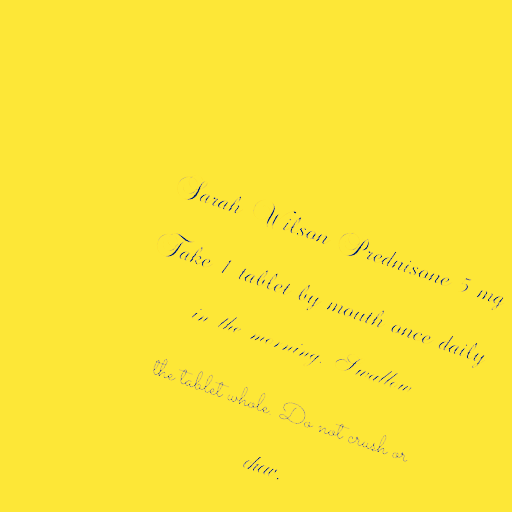 Sarah Wilson Prednisone 5 mg
Take 1 tablet by mouth once daily
in the morning. Swallow
the tablet whole. Do not crush or
chew.